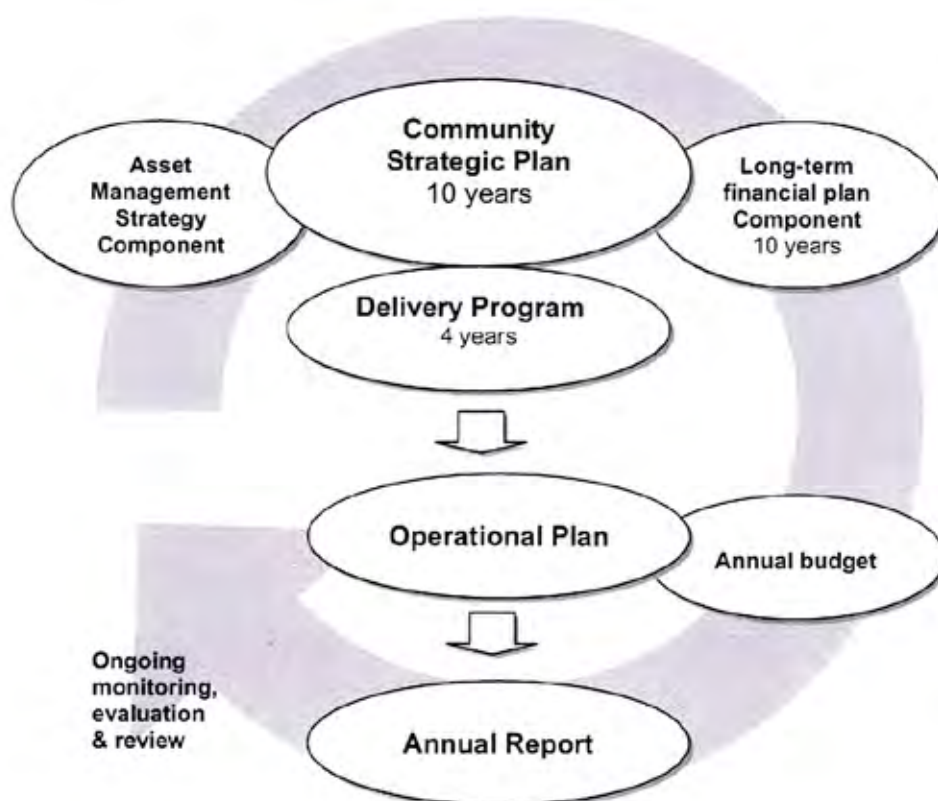 Community
Strategic Plan
10 years
Asset
Management
Strategy
Component
Long-term
financial plan
Component
10 years
Delivery Program
4 years
Operational Plan
Annual budget
Ongoing
monitoring,
evaluation
& review
Annual Report